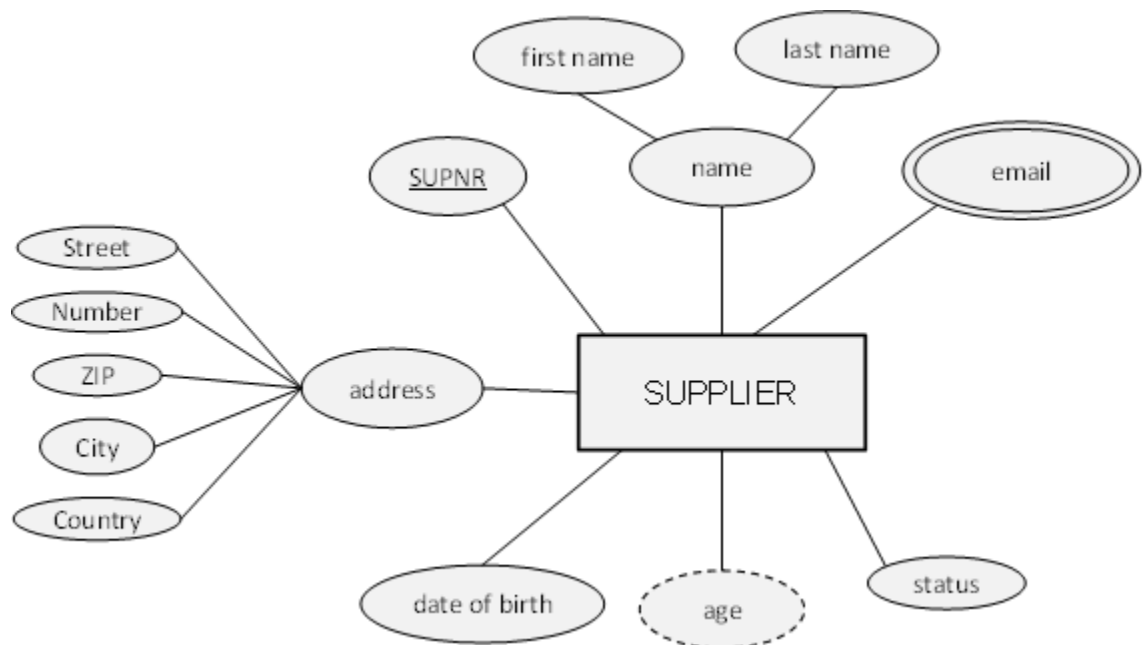 first name
last name
SUPNR
name
email
Street
Number
ZIP
City
Country
address
SUPPLIER
date of birth
age
status